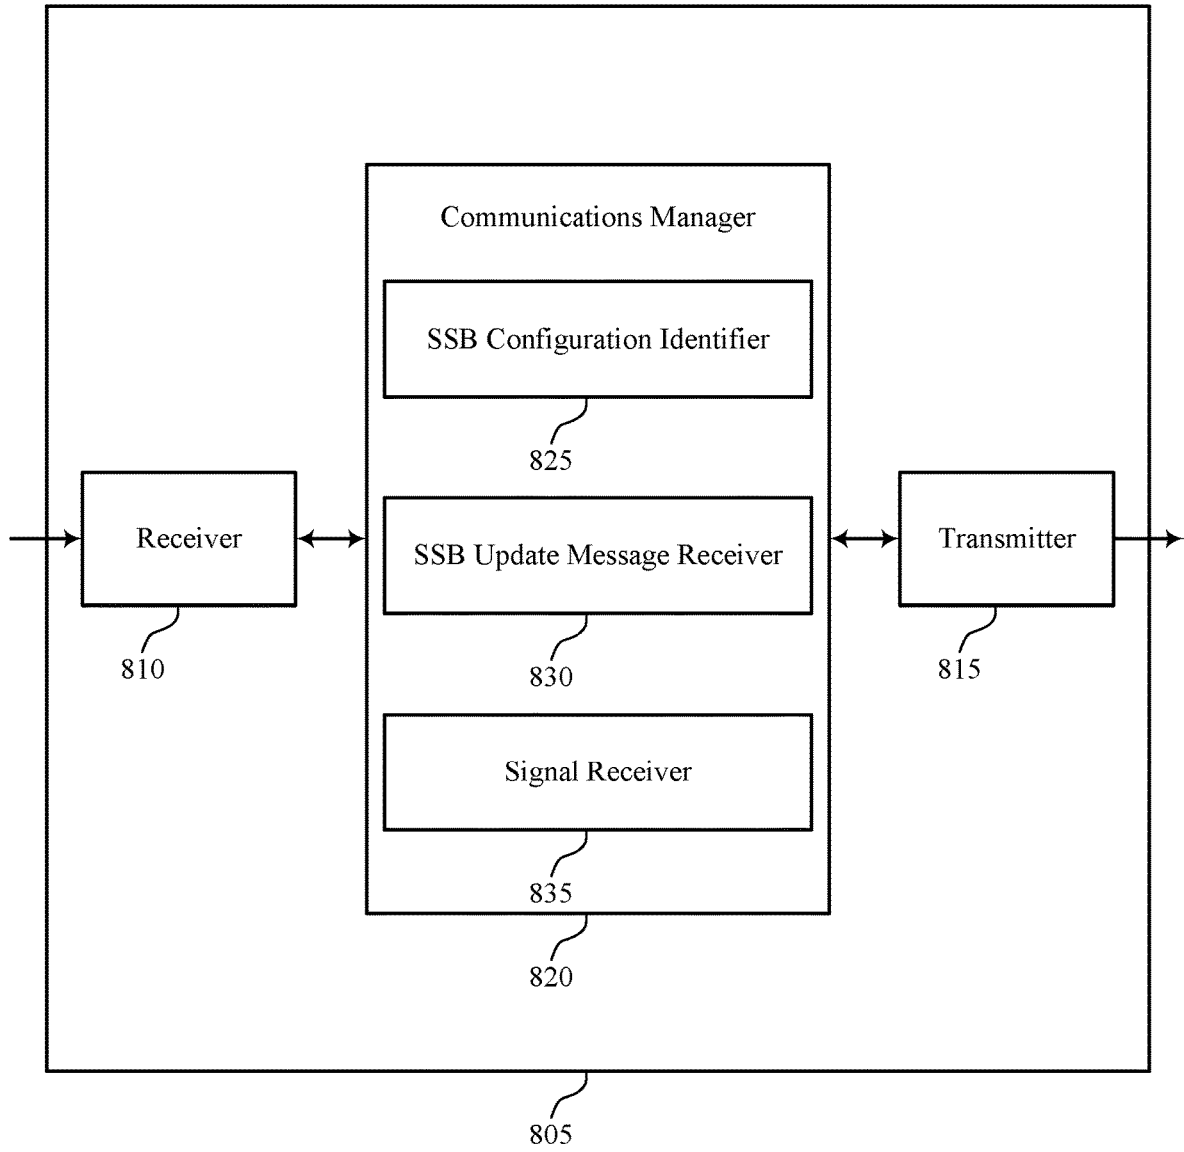 Communications Manager
SSB Configuration Identifier
825
Receiver
810
SSB Update Message Receiver
830
Transmitter
815
Signal Receiver
835
820
805